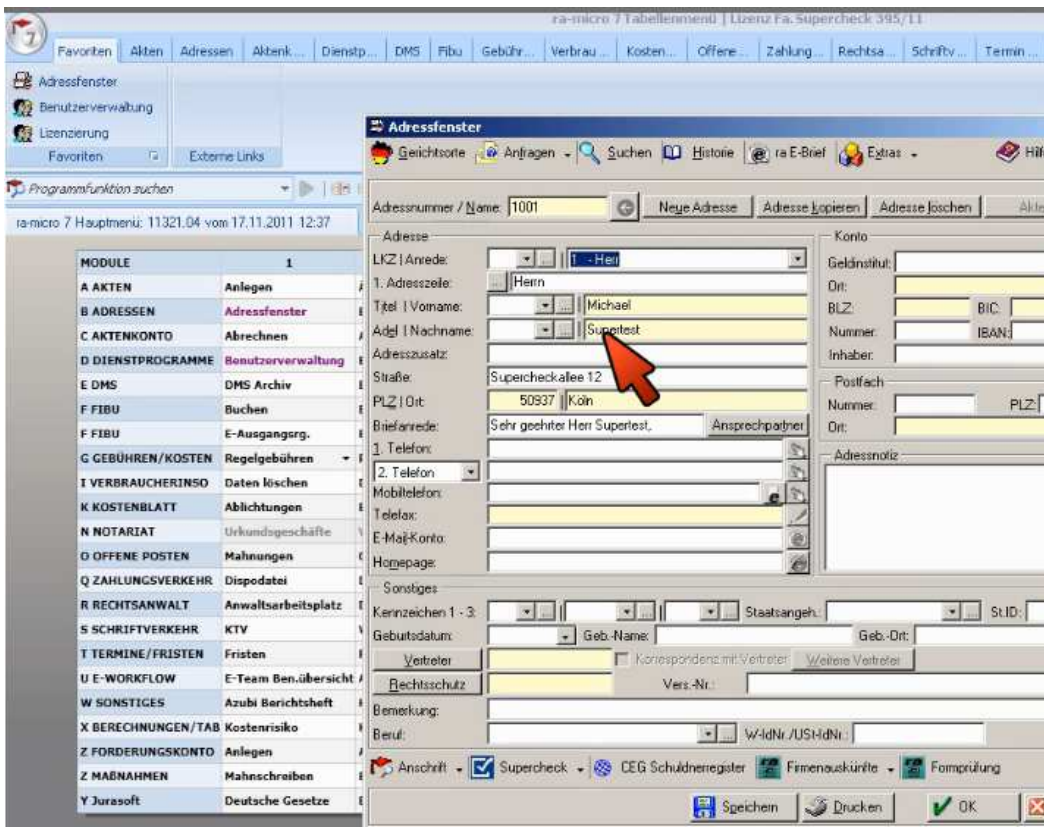 ra-micro 7 Tabellenmenü | Lizenz Fa. Supercheck 395/11
7
Favoriten Akten Adressen Aktenk... Dienstp... DMS Fibu Gebühr... Verbrau ... Kosten... Offene... Zahlung... Rechtsa... Schriftv... Termin ...
Adressfenster
Benutzerverwaltung
Lizenzierung
Favoriten Externe Links
Programmfunktion suchen
ra-micro 7 Hauptmenü: 11321.04 vom 17.11.2011 12:37
MODULE 1
A AKTEN Anlegen
B ADRESSEN Adressfenster
C AKTENKONTO Abrechnen
D DIENSTPROGRAMME Benutzerverwaltung
E DMS DMS Archiv
F FIBU Buchen
F FIBU E-Ausgangsrg.
G GEBÜHREN/KOSTEN Regelgebühren
I VERBRAUCHERINSO Daten löschen
K KOSTENBLATT Ablichtungen
N NOTARIAT Urkundsgeschäfte
O OFFENE POSTEN Mahnungen
Q ZAHLUNGSVERKEHR Dispodatei
R RECHTSANWALT Anwaltsarbeitsplatz
S SCHRIFTVERKEHR KTV
T TERMINE/FRISTEN Fristen
U E-WORKFLOW E-Team Ben.übersicht
W SONSTIGES Azubi Berichtsheft
X BERECHNUNGEN/TAB Kostenrisiko
Z FORDERUNGSKONTO Anlegen
Z MAßNAHMEN Mahnschreiben
Y Jurasoft Deutsche Gesetze
Adressfenster
Gerichtsorte Anfragen Suchen Historie ra E-Brief Extras Hilf
Adressnummer / Name: 1001 Neue Adresse Adresse kopieren Adresse löschen Akte
Adresse
LKZ | Anrede: 1 - Herr
1. Adresszeile: ... Herrn
Titel | Vorname: ... Michael
Adel | Nachname: ... Supertest
Adresszusatz:
Straße: Supercheckallee 12
PLZ | Ort: 50937 Köln
Briefanrede: Sehr geehrter Herr Supertest, Ansprechpartner
1. Telefon:
2. Telefon
Mobiltelefon:
Telefax:
E-Mail-Konto:
Homepage:
Konto
Geldinstitut:
Ort:
BLZ: BIC:
Nummer: IBAN:
Inhaber:
Postfach
Nummer: PLZ:
Ort:
Adressnotiz
Sonstiges
Kennzeichen 1 - 3: ... ... ... Staatsangeh.: ... St.ID:
Geburtsdatum: Geb.-Name: Geb.-Ort:
Vertreter Korrespondenz mit Vertreter Weitere Vertreter
Rechtsschutz Vers.-Nr.:
Bemerkung:
Beruf: ... W-IdNr./USt-IdNr.:
Anschrift Supercheck CEG Schuldnerregister Firmenauskünfte Formprüfung
Speichern Drucken OK